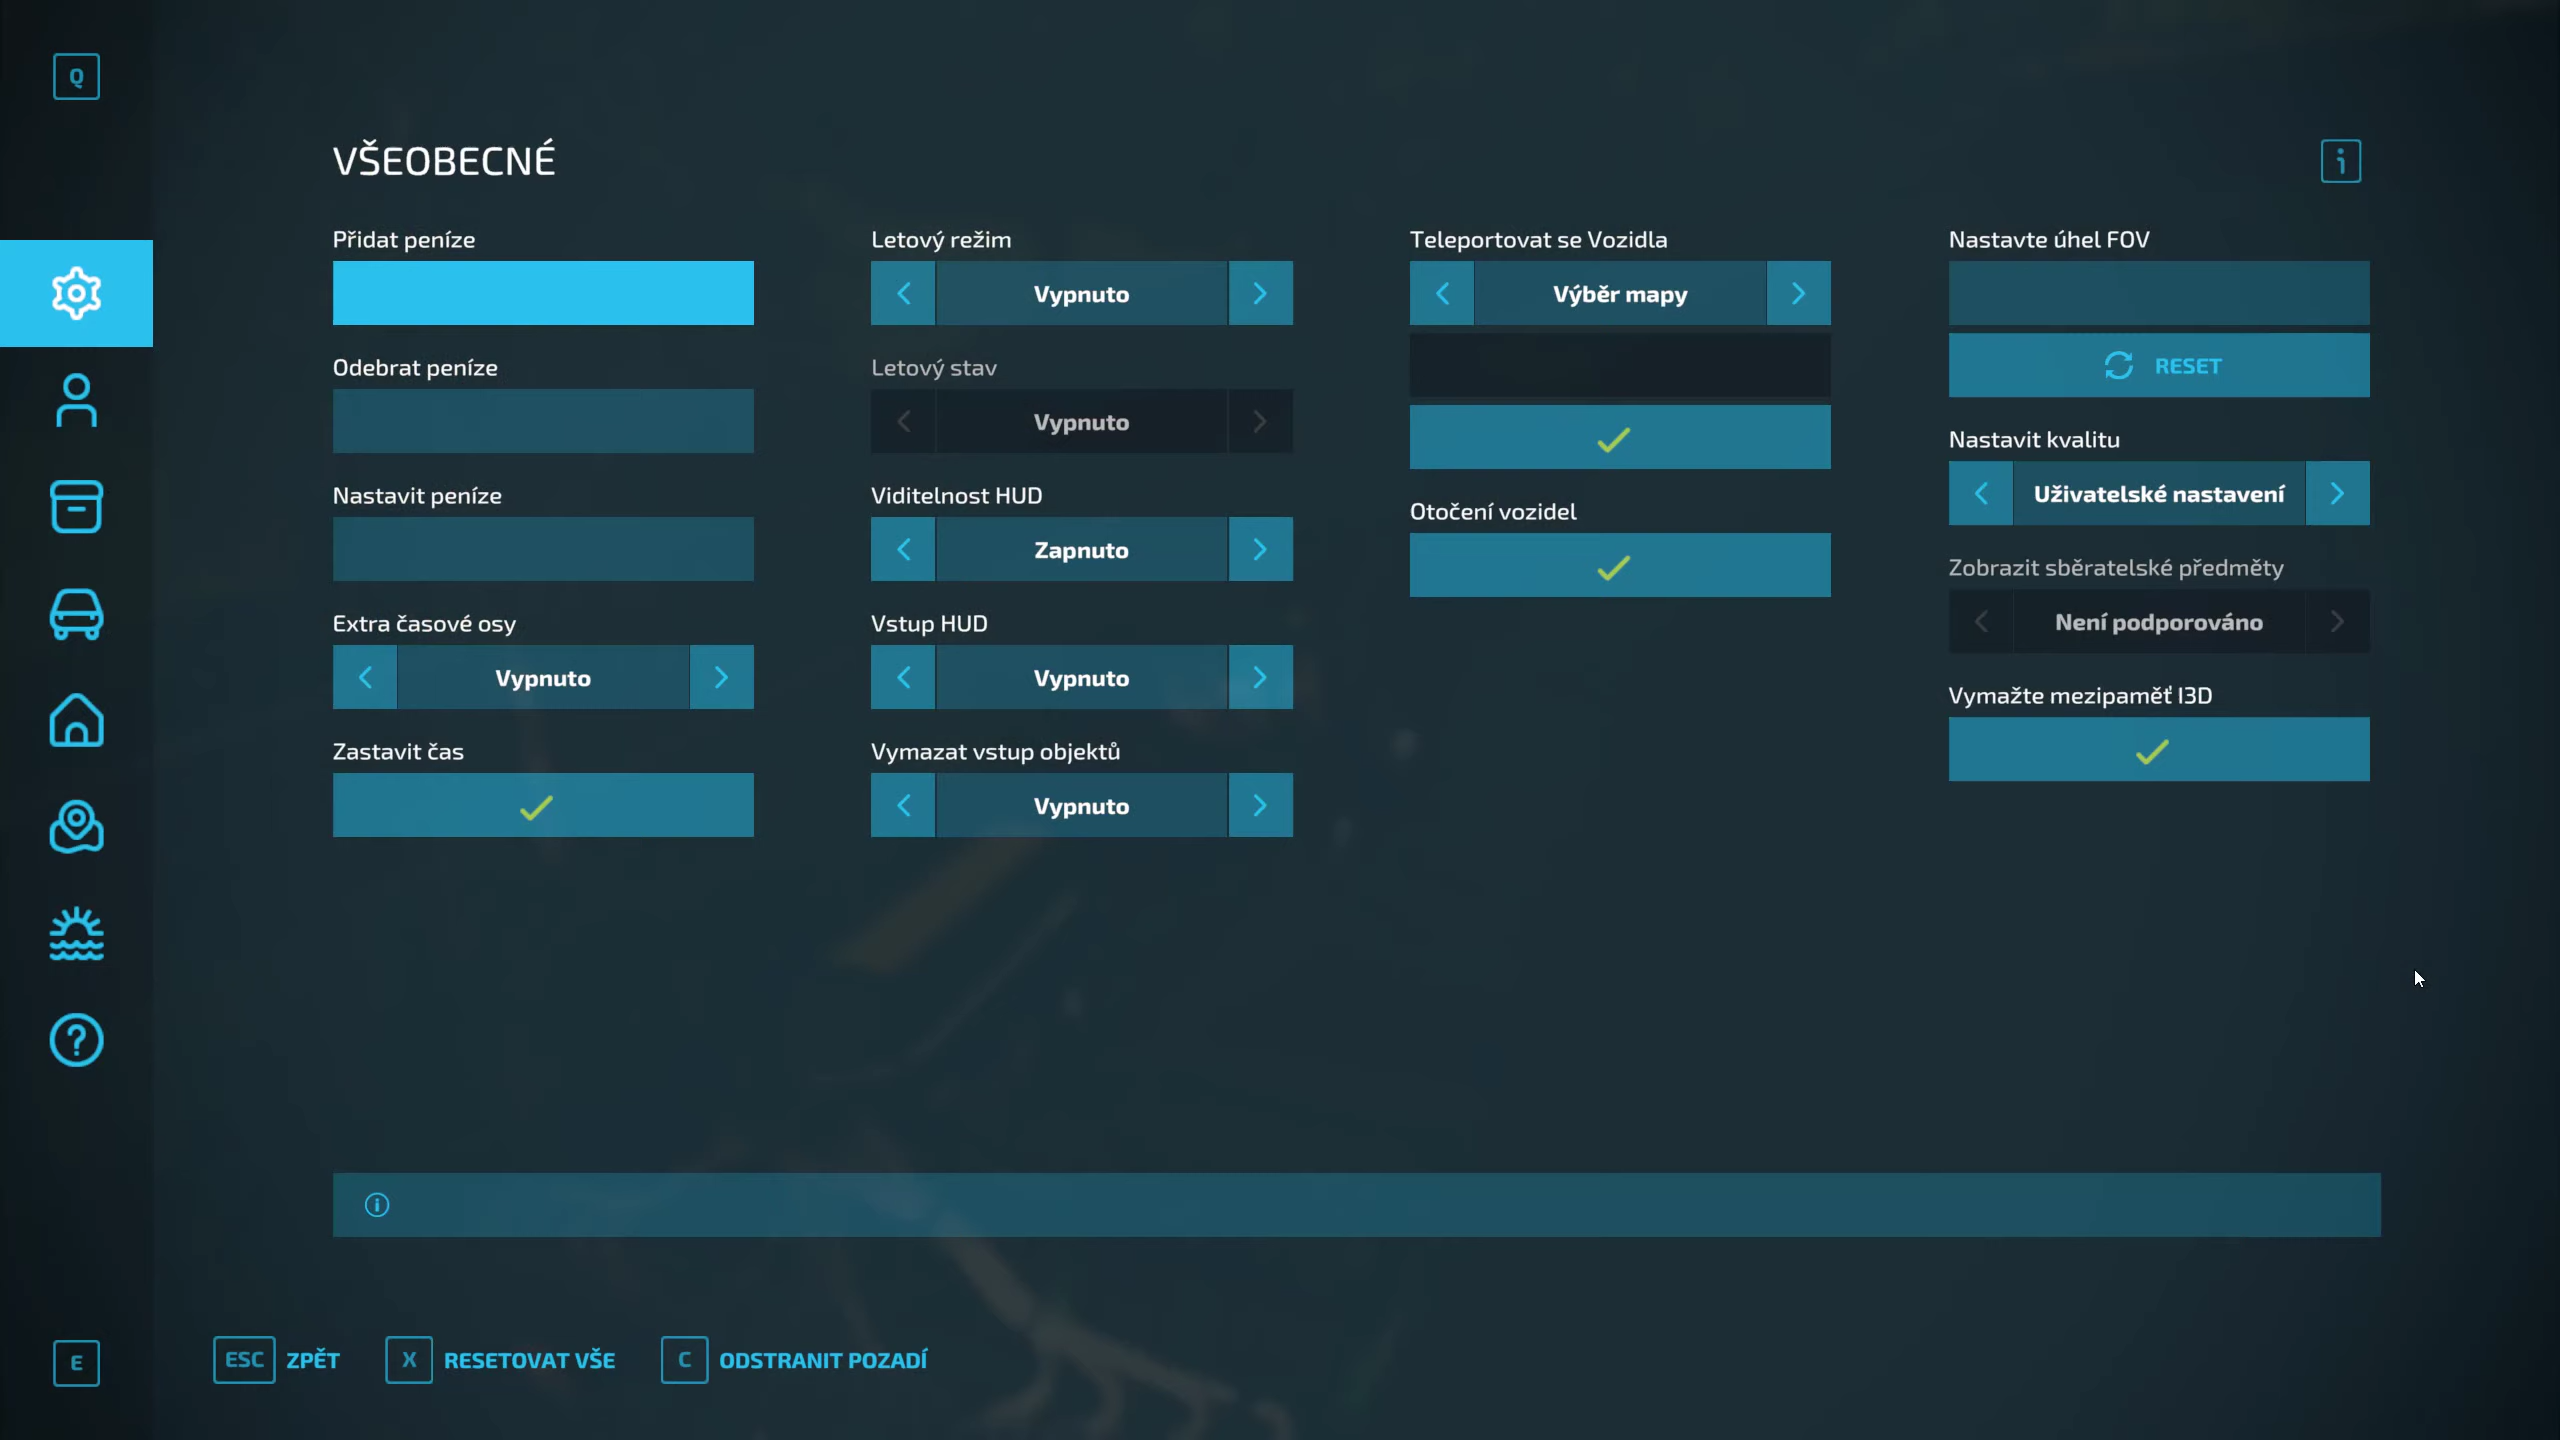 Q
VŠEOBECNÉ
Přidat peníze
Odebrat peníze
Nastavit peníze
Extra časové osy
Vypnuto
Zastavit čas
Letový režim
Vypnuto
Letový stav
Vypnuto
Viditelnost HUD
Zapnuto
Vstup HUD
Vypnuto
Vymazat vstup objektů
Vypnuto
Teleportovat se Vozidla
Výběr mapy
Otočení vozidel
Nastavte úhel FOV
RESET
Nastavit kvalitu
Uživatelské nastavení
Zobrazit sběratelské předměty
Není podporováno
Vymažte mezipaměť I3D
E
ESC ZPĚT X RESETOVAT VŠE C ODSTRANIT POZADÍ